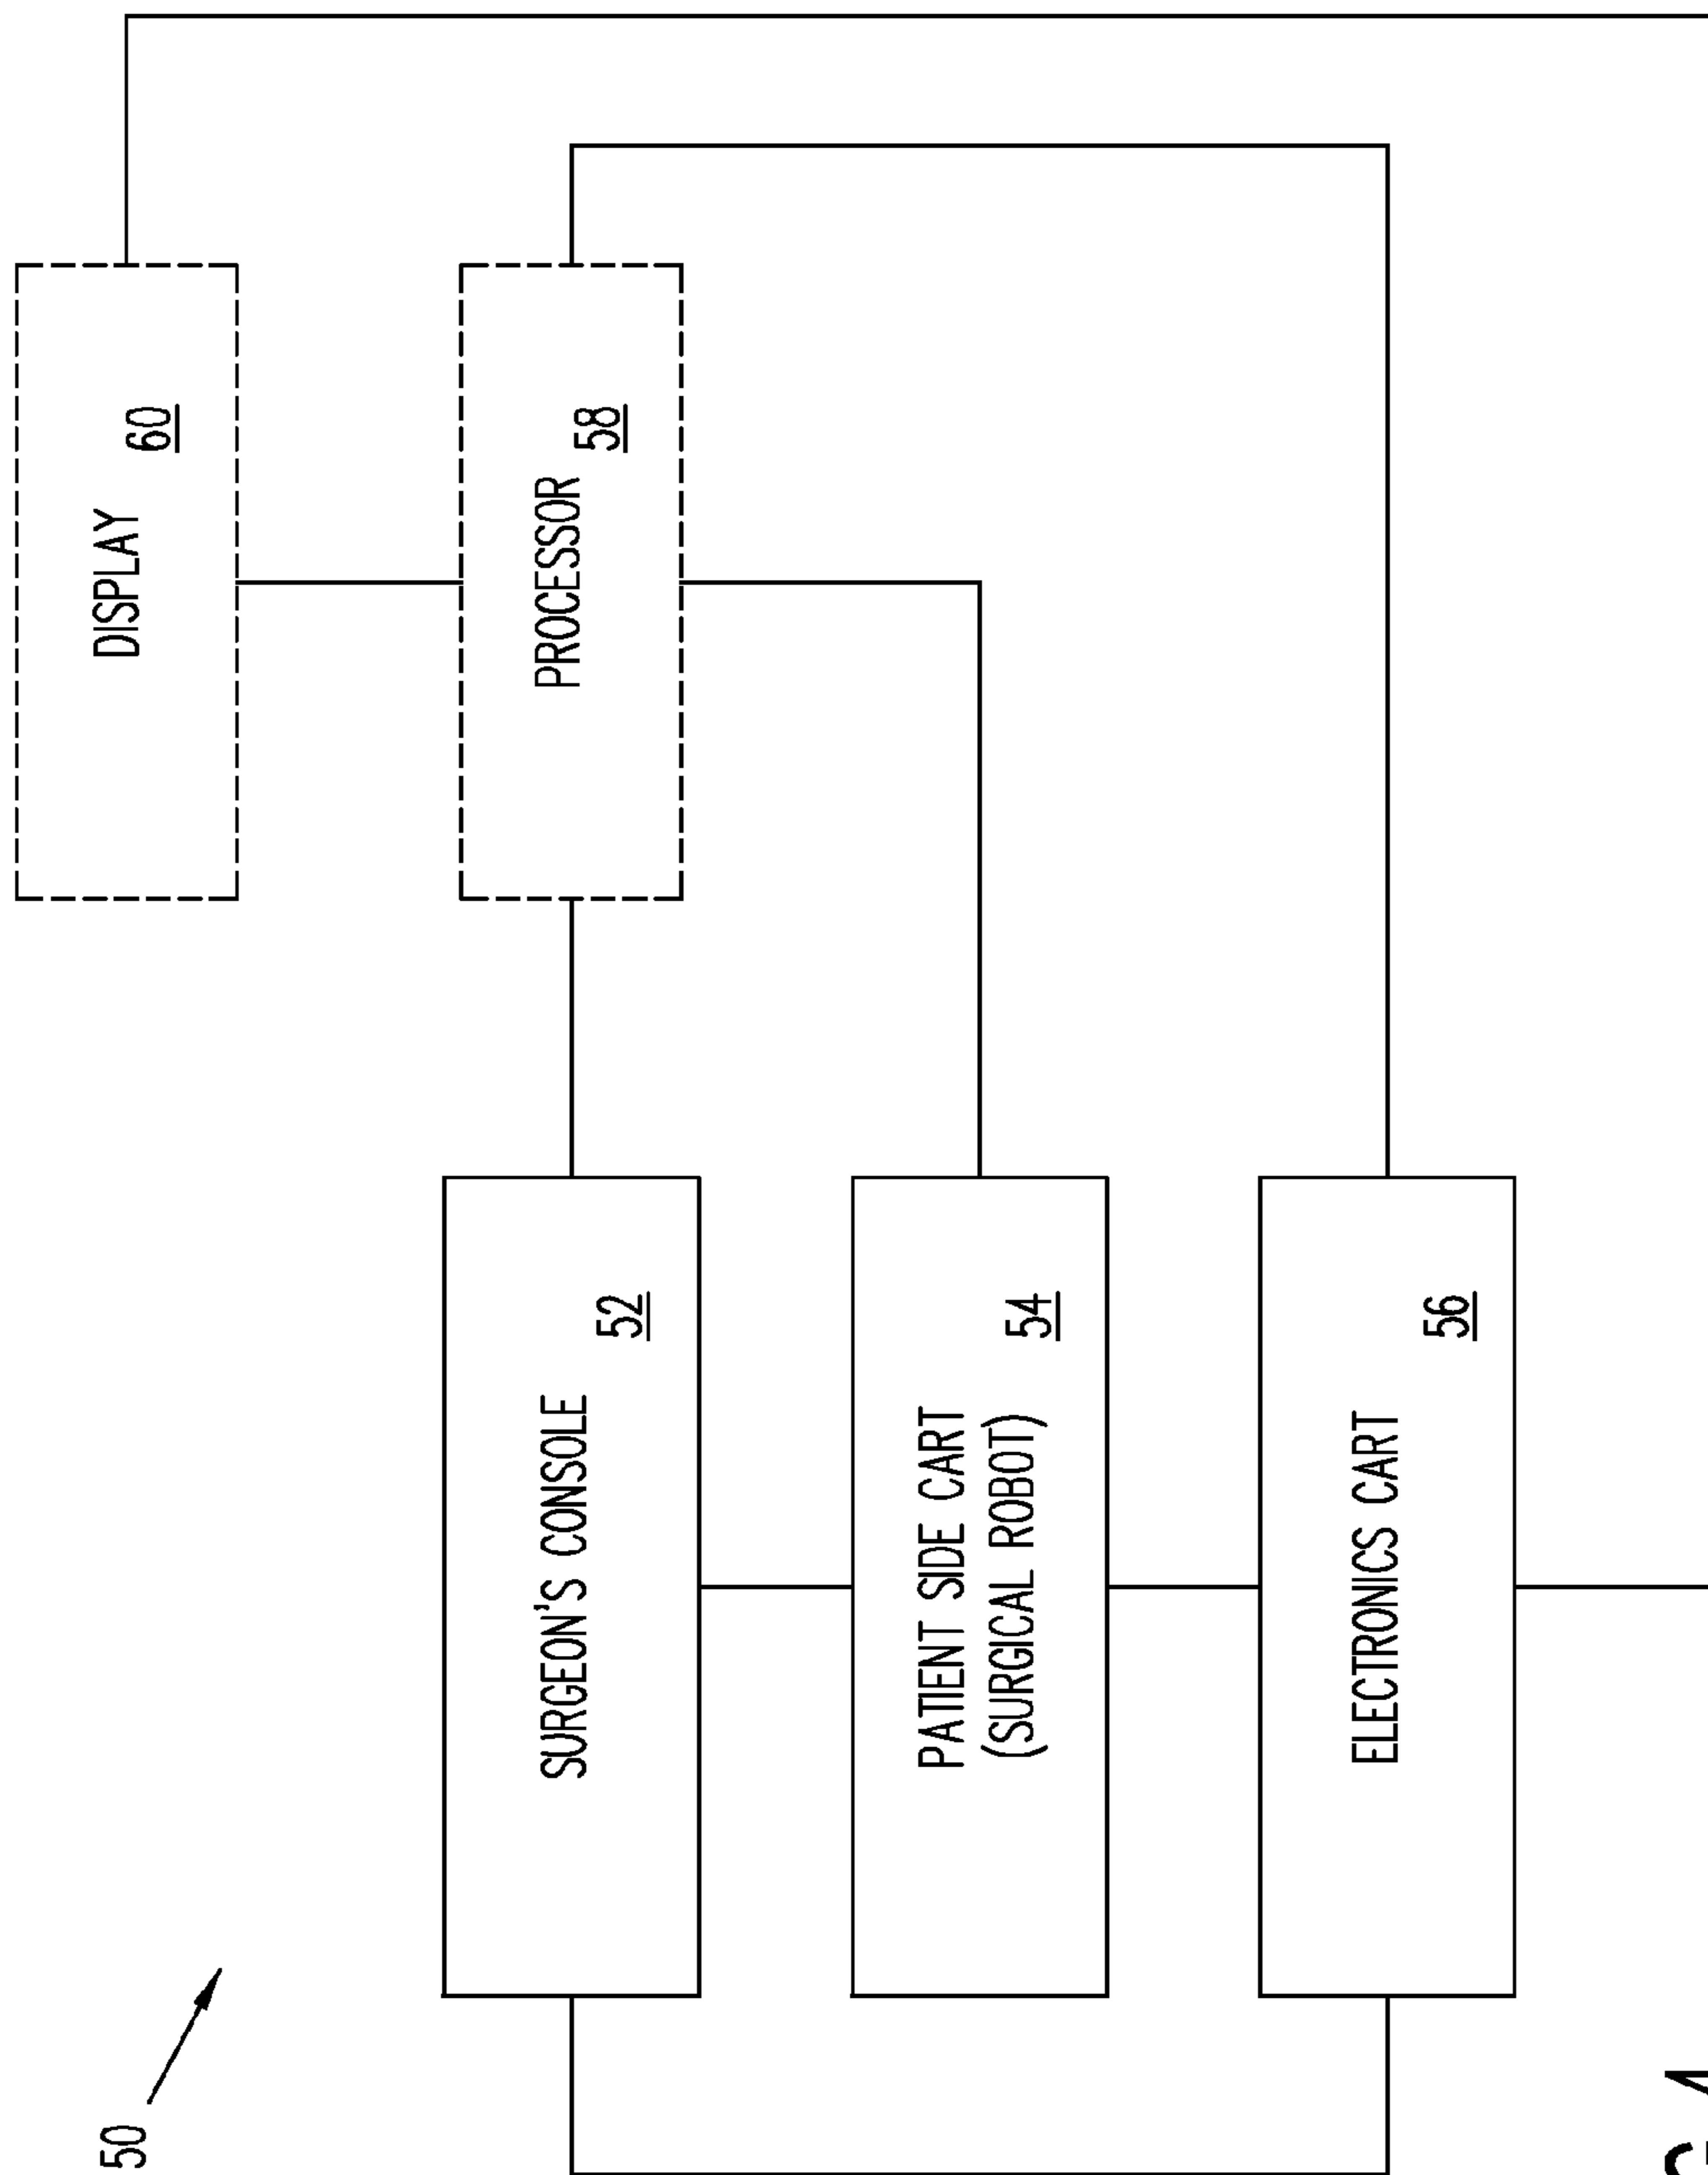 50
DISPLAY
60
SURGEON'S CONSOLE
52
PROCESSOR
58
PATIENT SIDE CART
(SURGICAL ROBOT)
54
ELECTRONICS CART
56